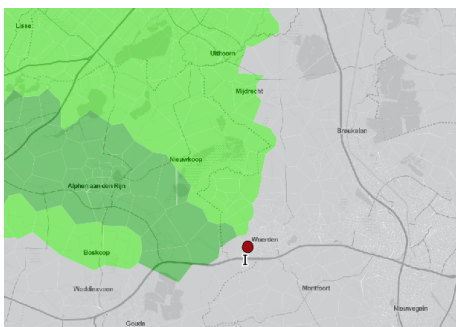 Lisse
Uithoorn
Mijdrecht
Breukelen
Nieuwkoop
Alphen aan den Rijn
Woerden
Boskoop
Montfoort
Waddinxveen
Nieuwegein
Gouda